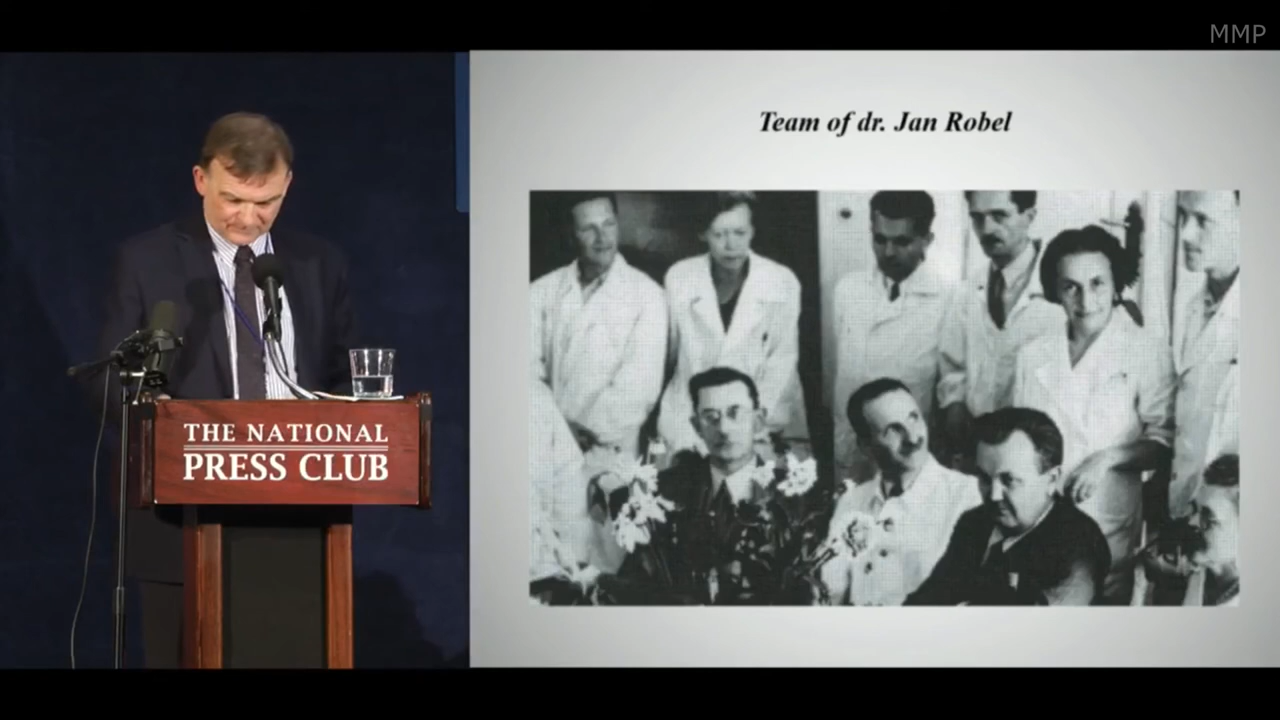 MMP
Team of dr. Jan Robel
THE NATIONAL
PRESS CLUB